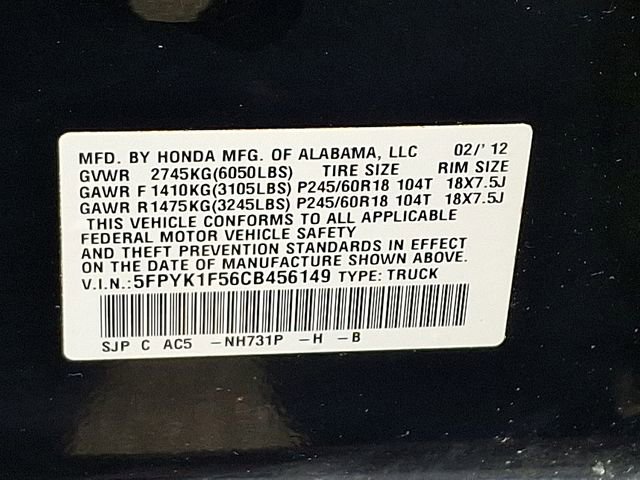 MFD. BY HONDA MFG. OF ALABAMA, LLC 02/' 12
GVWR 2745KG(6050LBS) TIRE SIZE RIM SIZE
GAWR F 1410KG(3105LBS) P245/60R18 104T 18X7.5J
GAWR R1475KG(3245LBS) P245/60R18 104T 18X7.5J
THIS VEHICLE CONFORMS TO ALL APPLICABLE
FEDERAL MOTOR VEHICLE SAFETY
AND THEFT PREVENTION STANDARDS IN EFFECT
ON THE DATE OF MANUFACTURE SHOWN ABOVE.
V.I.N.:5FPYK1F56CB456149 TYPE: TRUCK
SJP C AC5 -NH731P -H -B